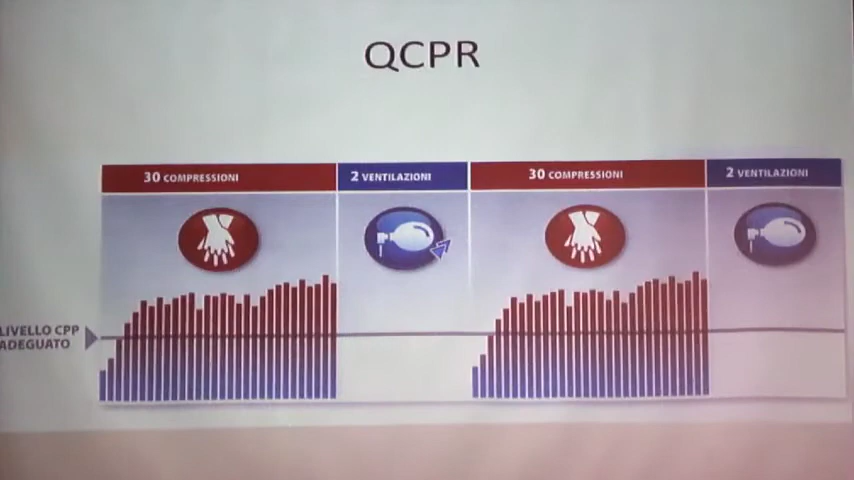 QCPR
30 COMPRESSIONI
2 VENTILAZIONI
30 COMPRESSIONI
2 VENTILAZIONI
LIVELLO CPP
ADEGUATO